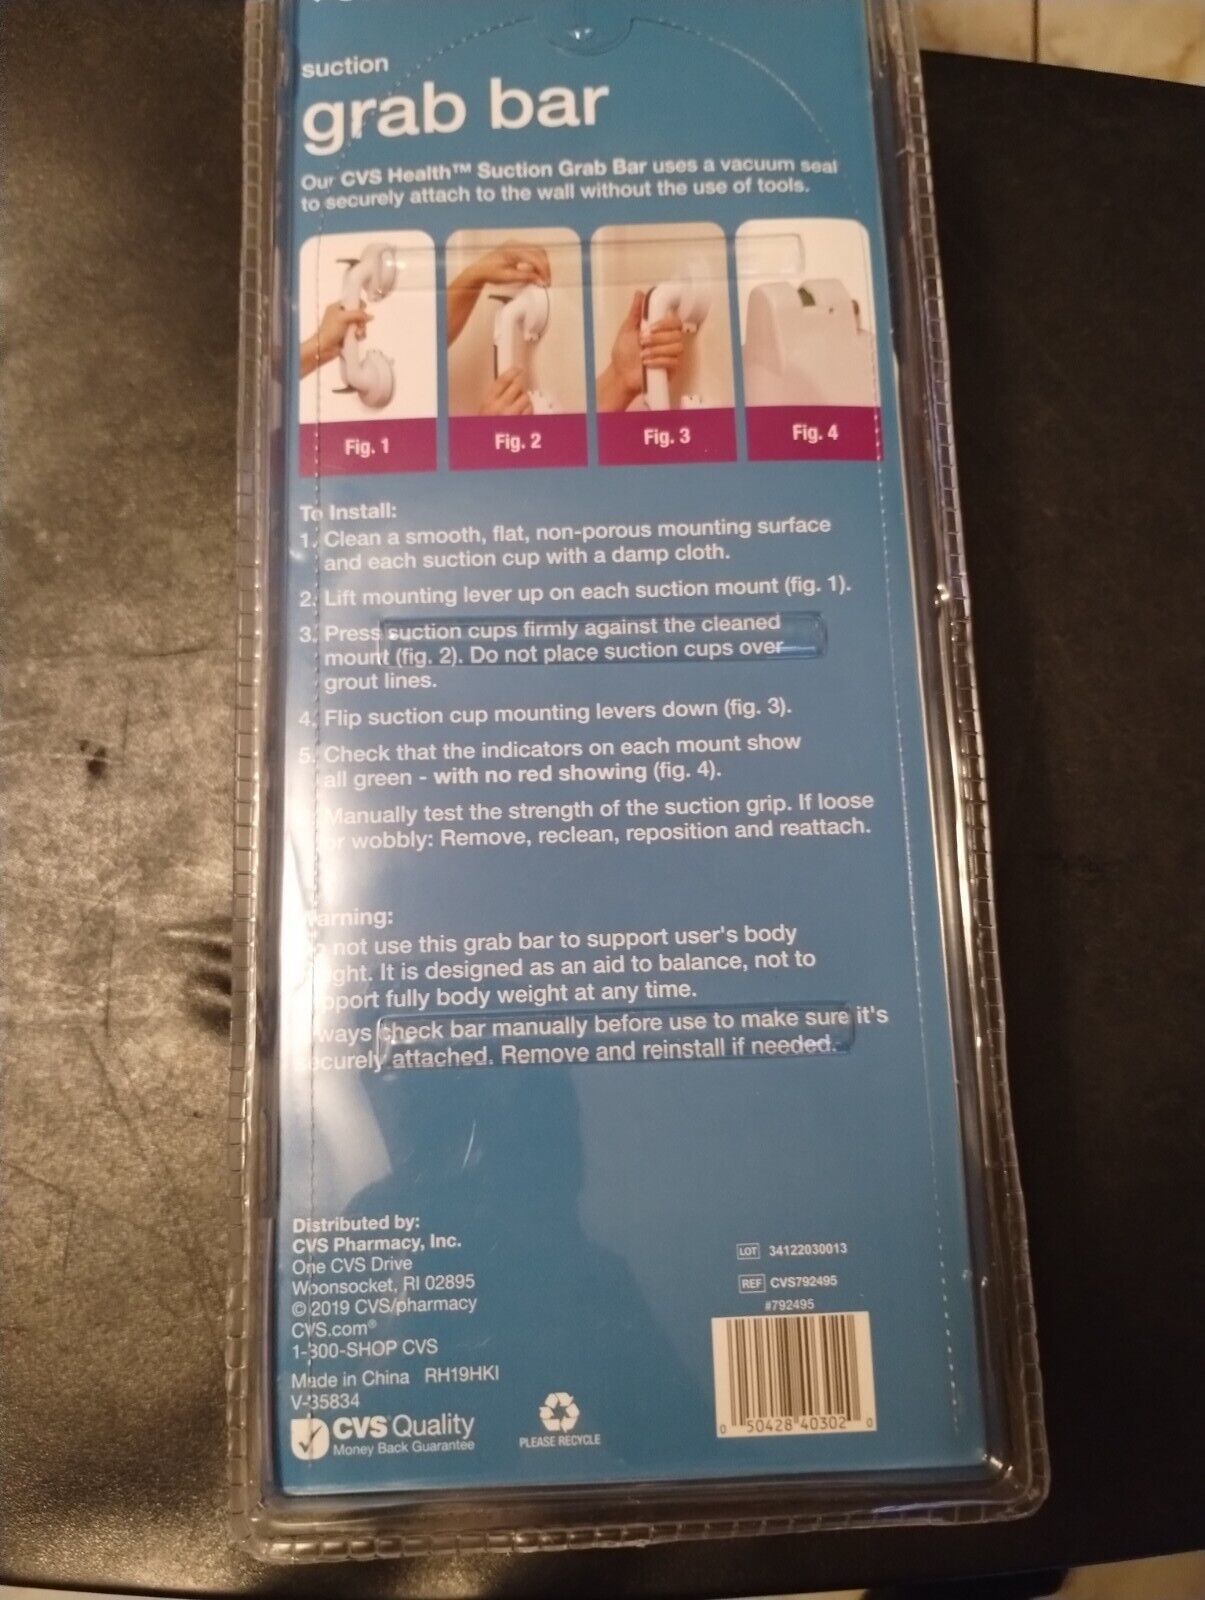 suction
grab bar
Our CVS Health™ Suction Grab Bar uses a vacuum seal
to securely attach to the wall without the use of tools.
Fig. 1
Fig. 2
Fig. 3
Fig. 4
To Install:
1. Clean a smooth, flat, non-porous mounting surface
and each suction cup with a damp cloth.
2. Lift mounting lever up on each suction mount (fig. 1).
3. Press suction cups firmly against the cleaned
mount (fig. 2). Do not place suction cups over
grout lines.
4. Flip suction cup mounting levers down (fig. 3).
5. Check that the indicators on each mount show
all green - with no red showing (fig. 4).
Manually test the strength of the suction grip. If loose
or wobbly: Remove, reclean, reposition and reattach.
Warning:
Do not use this grab bar to support user's body
weight. It is designed as an aid to balance, not to
support fully body weight at any time.
Always check bar manually before use to make sure it's
securely attached. Remove and reinstall if needed.
Distributed by:
CVS Pharmacy, Inc.
One CVS Drive
Woonsocket, RI 02895
© 2019 CVS/pharmacy
CVS.com®
1-800-SHOP CVS
Made in China RH19HKI
V-35834
CVS Quality
Money Back Guarantee
PLEASE RECYCLE
LOT 34122030013
REF CVS792495
#792495
0 50428 40302 0